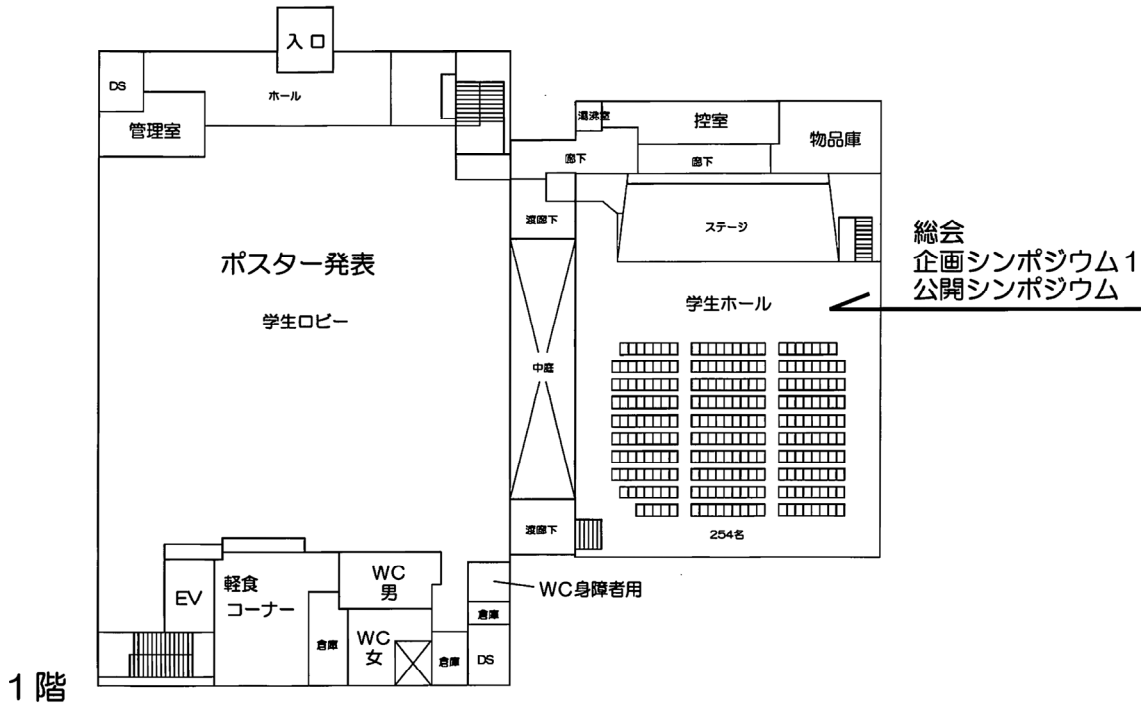 入口
DS
ホール
管理室
湯沸室
控室
物品庫
廊下
廊下
渡廊下
ステージ
総会
企画シンポジウム1
公開シンポジウム
ポスター発表
学生ロビー
学生ホール
中庭
渡廊下
254名
EV
軽食
コーナー
WC
男
WC身障者用
倉庫
倉庫
WC
女
倉庫
DS
1階